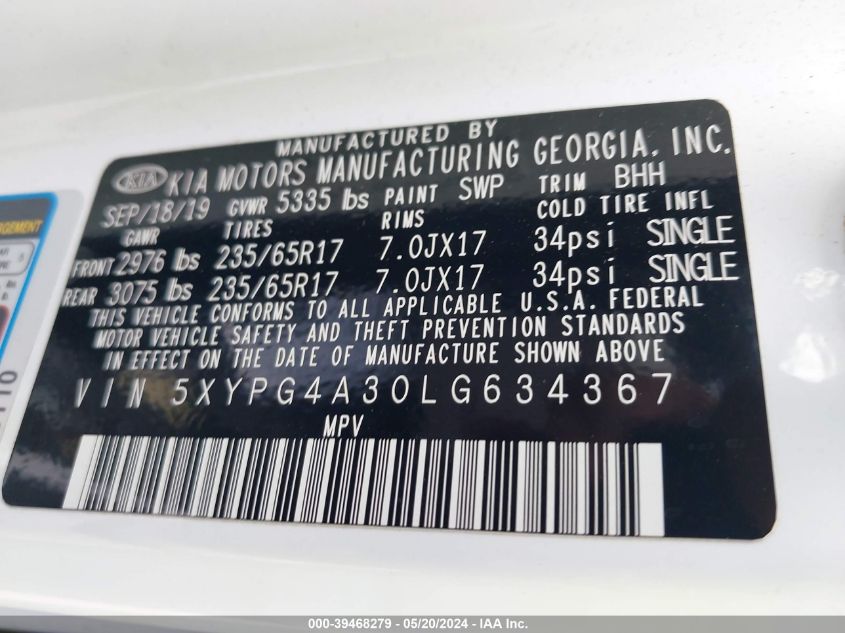 MANUFACTURED BY
KIA KIA MOTORS MANUFACTURING GEORGIA, INC.
SEP/18/19 GVWR 5335 lbs PAINT SWP TRIM BHH
GAWR TIRES RIMS COLD TIRE INFL
FRONT 2976 lbs 235/65R17 7.0JX17 34psi SINGLE
REAR 3075 lbs 235/65R17 7.0JX17 34psi SINGLE
THIS VEHICLE CONFORMS TO ALL APPLICABLE U.S.A. FEDERAL
MOTOR VEHICLE SAFETY AND THEFT PREVENTION STANDARDS
IN EFFECT ON THE DATE OF MANUFACTURE SHOWN ABOVE
VIN 5XYPG4A30LG634367
MPV
000-39468279 - 05/20/2024 - IAA Inc.